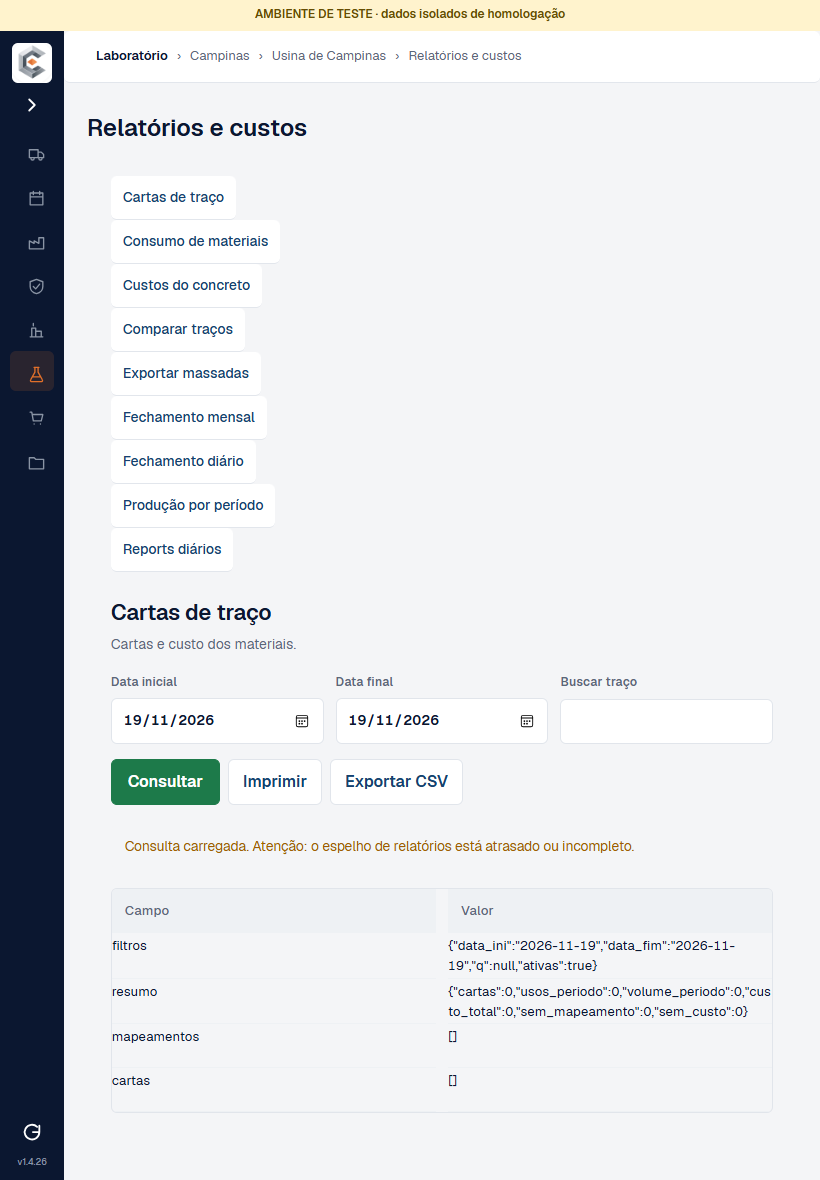 AMBIENTE DE TESTE · dados isolados de homologação
Laboratório › Campinas › Usina de Campinas › Relatórios e custos
Relatórios e custos
Cartas de traço
Consumo de materiais
Custos do concreto
Comparar traços
Exportar massadas
Fechamento mensal
Fechamento diário
Produção por período
Reports diários
Cartas de traço
Cartas e custo dos materiais.
Data inicial Data final Buscar traço
19/11/2026 19/11/2026
Consultar Imprimir Exportar CSV
Consulta carregada. Atenção: o espelho de relatórios está atrasado ou incompleto.
Campo Valor
filtros {"data_ini":"2026-11-19","data_fim":"2026-11-
19","q":null,"ativas":true}
resumo {"cartas":0,"usos_periodo":0,"volume_periodo":0,"cus
to_total":0,"sem_mapeamento":0,"sem_custo":0}
mapeamentos []
cartas []
v1.4.26